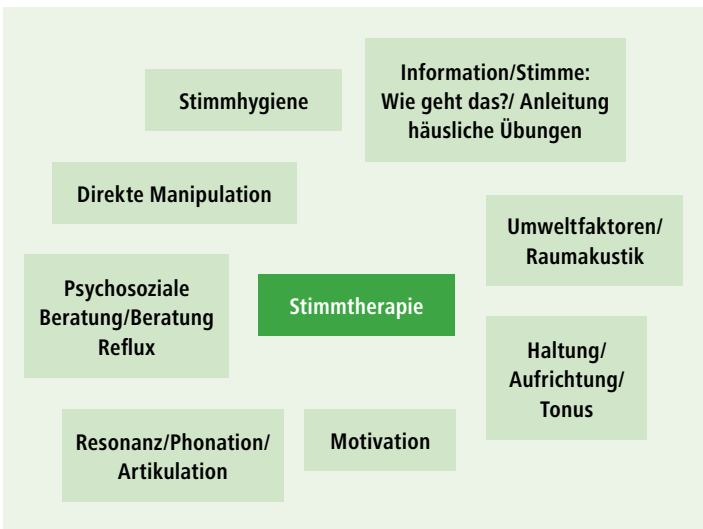 Information/Stimme:
Wie geht das?/ Anleitung
häusliche Übungen
Stimmhygiene
Direkte Manipulation
Umweltfaktoren/
Raumakustik
Psychosoziale
Beratung/Beratung
Reflux
Stimmtherapie
Haltung/
Aufrichtung/
Tonus
Resonanz/Phonation/
Artikulation
Motivation